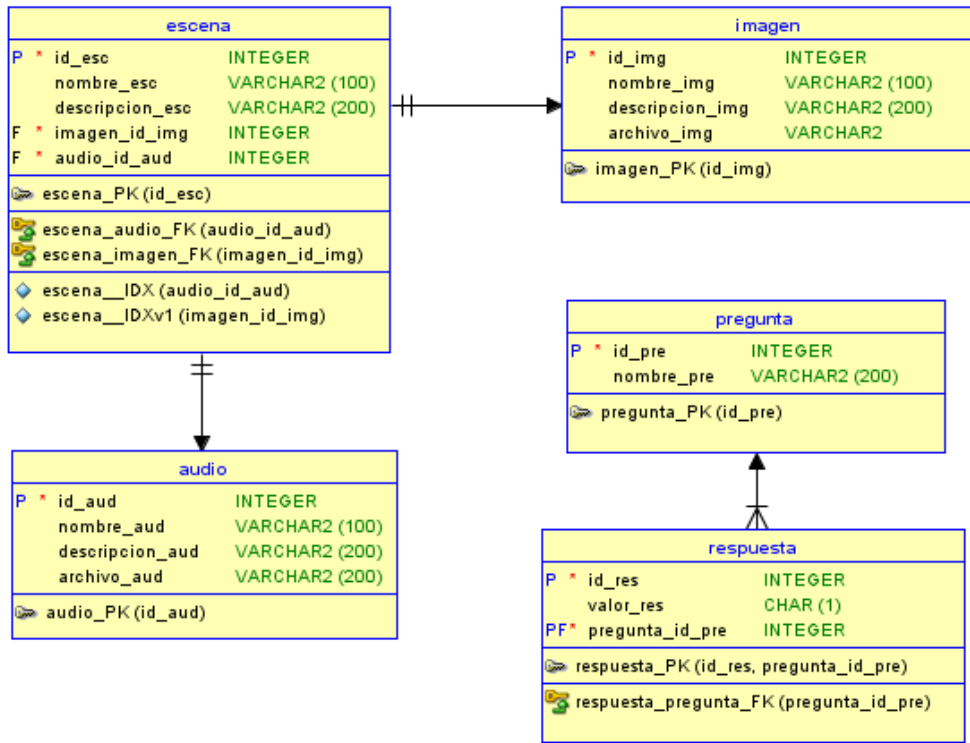 escena
P * id_esc INTEGER
nombre_esc VARCHAR2 (100)
descripcion_esc VARCHAR2 (200)
F * imagen_id_img INTEGER
F * audio_id_aud INTEGER
escena_PK (id_esc)
escena_audio_FK (audio_id_aud)
escena_imagen_FK (imagen_id_img)
escena__IDX (audio_id_aud)
escena__IDXv1 (imagen_id_img)
imagen
P * id_img INTEGER
nombre_img VARCHAR2 (100)
descripcion_img VARCHAR2 (200)
archivo_img VARCHAR2
imagen_PK (id_img)
pregunta
P * id_pre INTEGER
nombre_pre VARCHAR2 (200)
pregunta_PK (id_pre)
audio
P * id_aud INTEGER
nombre_aud VARCHAR2 (100)
descripcion_aud VARCHAR2 (200)
archivo_aud VARCHAR2 (200)
audio_PK (id_aud)
respuesta
P * id_res INTEGER
valor_res CHAR (1)
PF* pregunta_id_pre INTEGER
respuesta_PK (id_res, pregunta_id_pre)
respuesta_pregunta_FK (pregunta_id_pre)